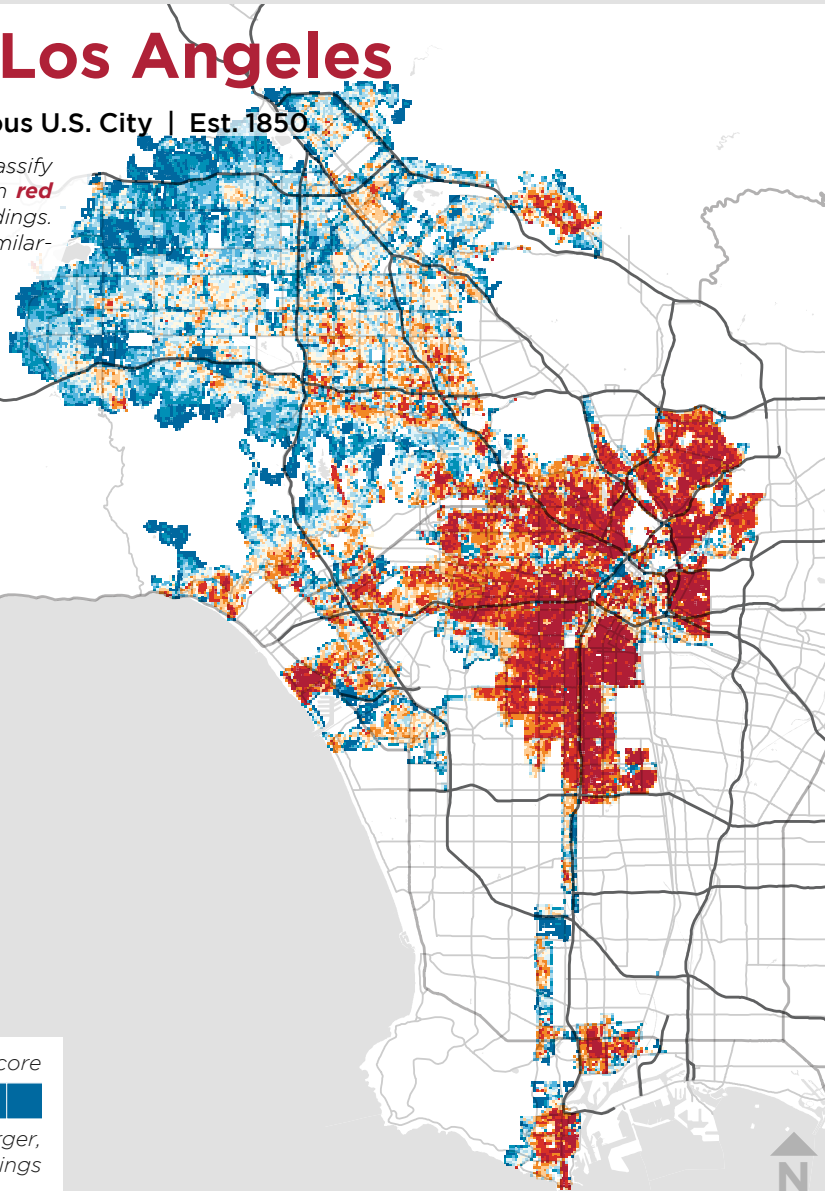 Los Angeles
ous U.S. City | Est. 1850
assify
n red
dings.
milar-
core
rger,
ings
N